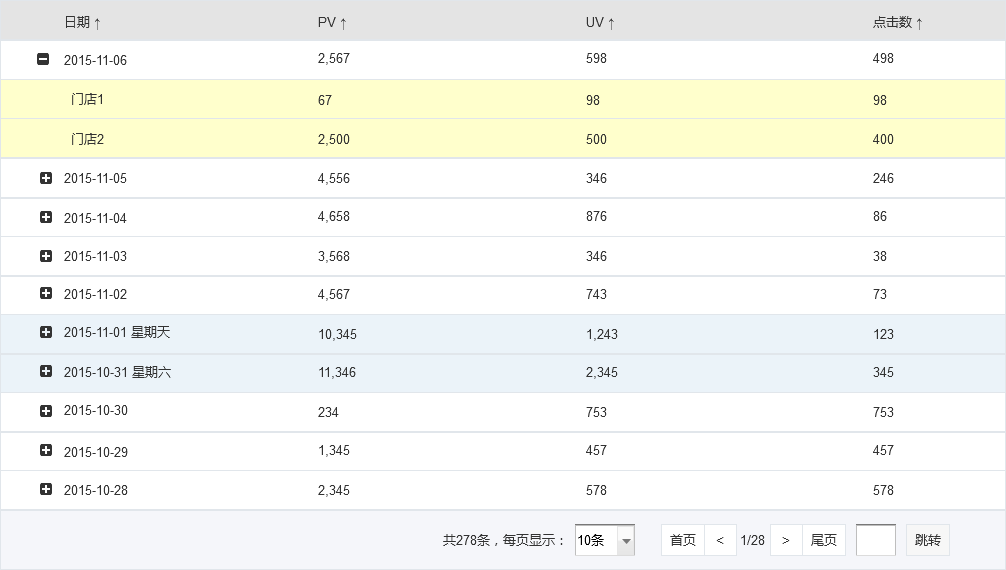 日期↑ PV↑ UV↑ 点击数↑
2015-11-06 2,567 598 498
门店1 67 98 98
门店2 2,500 500 400
2015-11-05 4,556 346 246
2015-11-04 4,658 876 86
2015-11-03 3,568 346 38
2015-11-02 4,567 743 73
2015-11-01 星期天 10,345 1,243 123
2015-10-31 星期六 11,346 2,345 345
2015-10-30 234 753 753
2015-10-29 1,345 457 457
2015-10-28 2,345 578 578
共278条，每页显示： 10条 首页 < 1/28 > 尾页 跳转